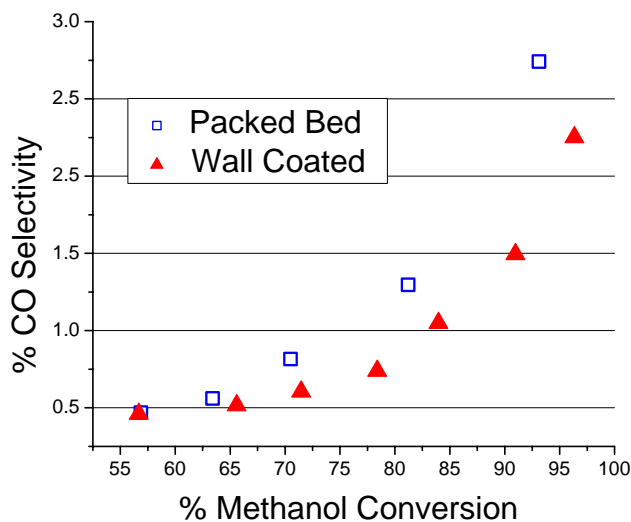 3.0
2.5
2.5
1.5
1.0
0.5
% CO Selectivity
Packed Bed
Wall Coated
55 60 65 70 75 80 85 90 95 100
% Methanol Conversion